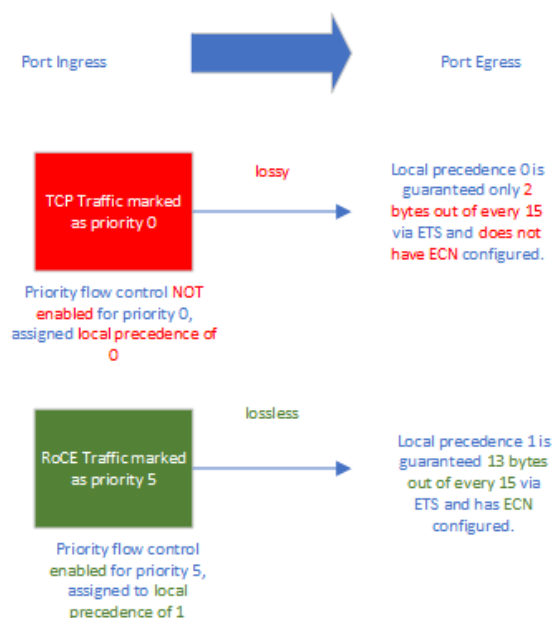 Port Ingress
Port Egress
TCP Traffic marked
as priority 0
lossy
Local precedence 0 is
guaranteed only 2
bytes out of every 15
via ETS and does not
have ECN configured.
Priority flow control NOT
enabled for priority 0,
assigned local precedence of
0
RoCE Traffic marked
as priority 5
lossless
Local precedence 1 is
guaranteed 13 bytes
out of every 15 via
ETS and has ECN
configured.
Priority flow control
enabled for priority 5,
assigned to local
precedence of 1